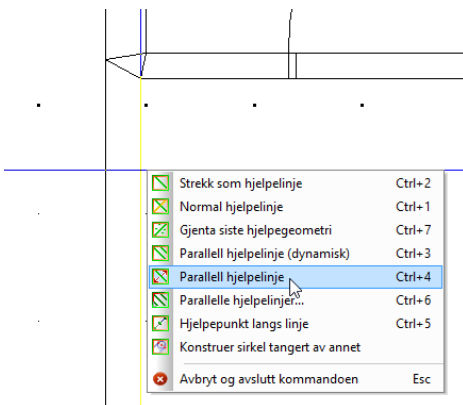 Strekk som hjelpelinje Ctrl+2
Normal hjelpelinje Ctrl+1
Gjenta siste hjelpegeometri Ctrl+7
Parallell hjelpelinje (dynamisk) Ctrl+3
Parallell hjelpelinje Ctrl+4
Parallelle hjelpelinjer... Ctrl+6
Hjelpepunkt langs linje Ctrl+5
Konstruer sirkel tangert av annet
Avbryt og avslutt kommandoen Esc